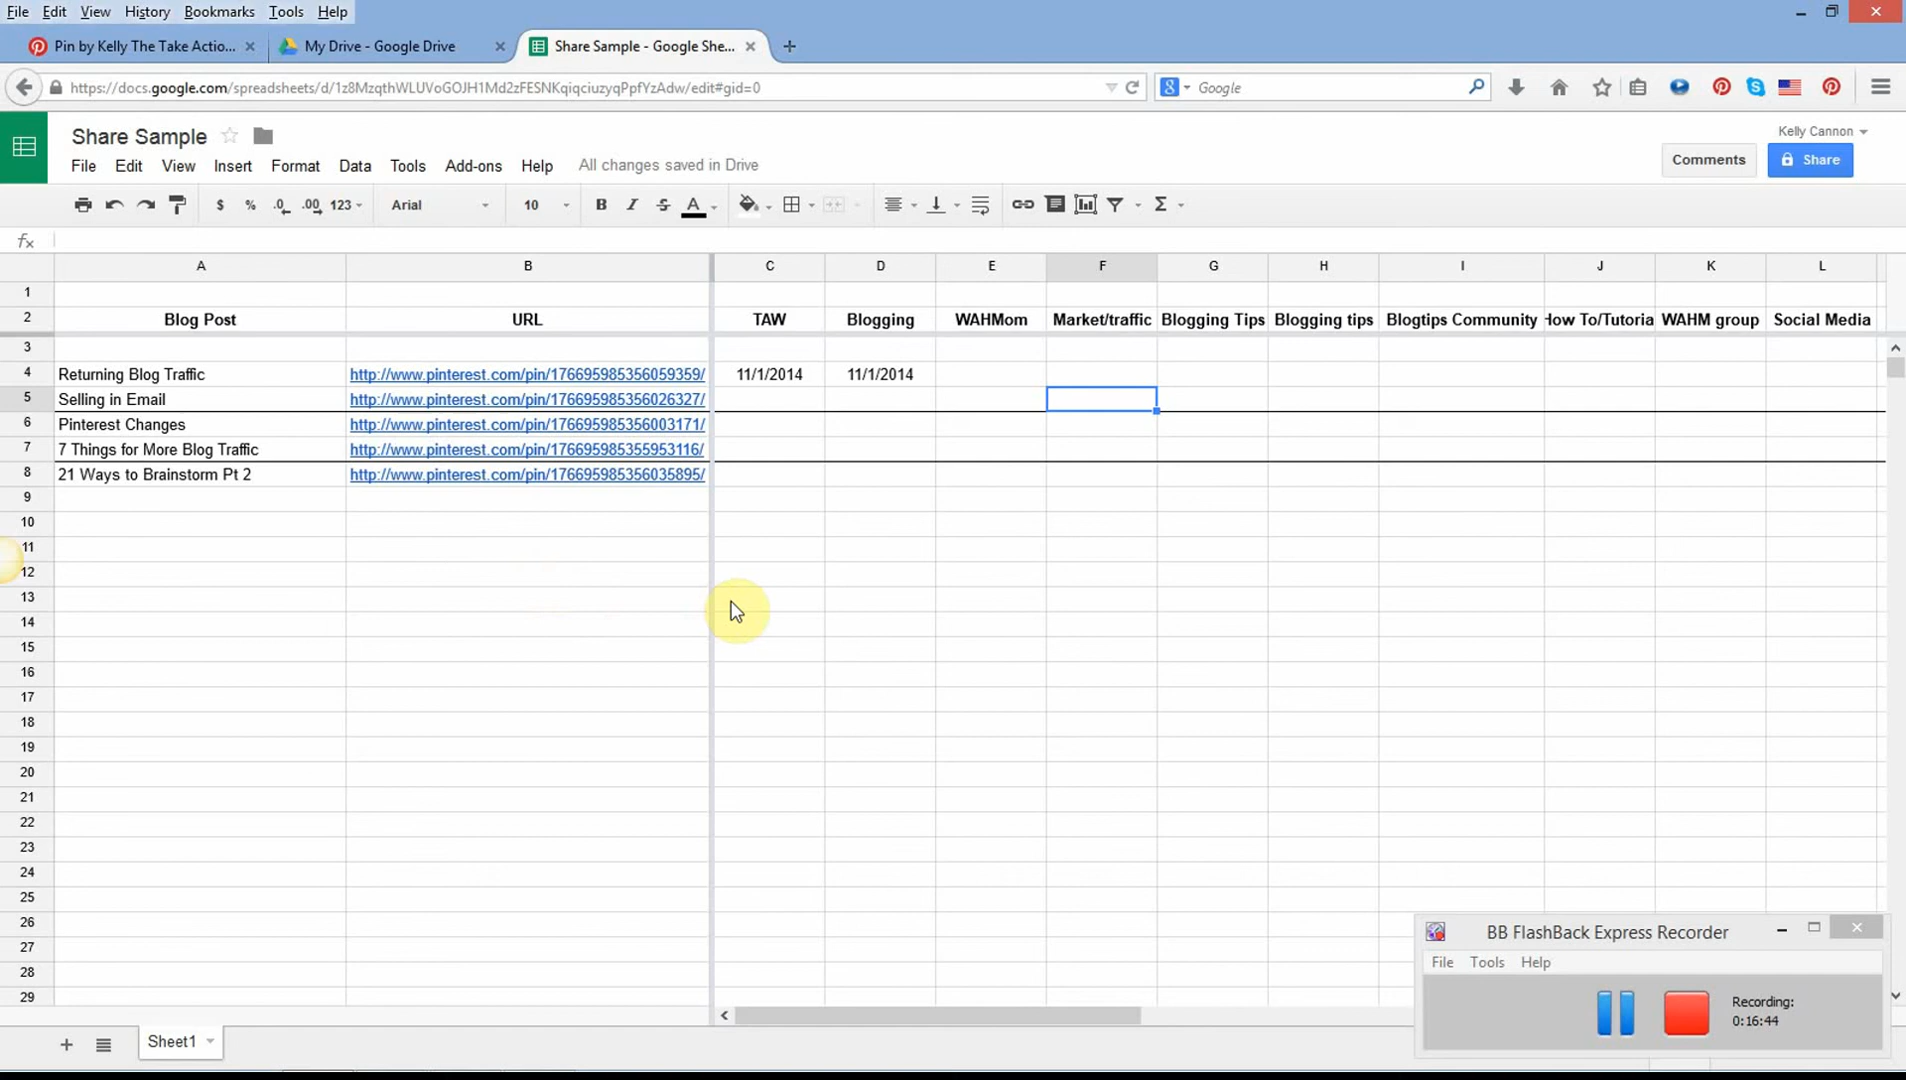 File Edit View History Bookmarks Tools Help
Pin by Kelly The Take Actio... My Drive - Google Drive Share Sample - Google She...
https://docs.google.com/spreadsheets/d/1z8MzqthWLUVoGOJH1Md2zFESNKqiqciuzyqPpfYzAdw/edit#gid=0 Google
Share Sample Kelly Cannon
File Edit View Insert Format Data Tools Add-ons Help All changes saved in Drive Comments Share
$ % .0 .00 123 Arial 10 B I S A Σ
fx
A B C D E F G H I J K L
1
2 Blog Post URL TAW Blogging WAHMom Market/traffic Blogging Tips Blogging tips Blogtips Community How To/Tutoria WAHM group Social Media
3
4 Returning Blog Traffic http://www.pinterest.com/pin/176695985356059359/ 11/1/2014 11/1/2014
5 Selling in Email http://www.pinterest.com/pin/176695985356026327/
6 Pinterest Changes http://www.pinterest.com/pin/176695985356003171/
7 7 Things for More Blog Traffic http://www.pinterest.com/pin/176695985355953116/
8 21 Ways to Brainstorm Pt 2 http://www.pinterest.com/pin/176695985356035895/
9
10
11
12
13
14
15
16
17
18
19
20
21
22
23
24
25
26
27
28
29
BB FlashBack Express Recorder
File Tools Help
Recording:
0:16:44
Sheet1